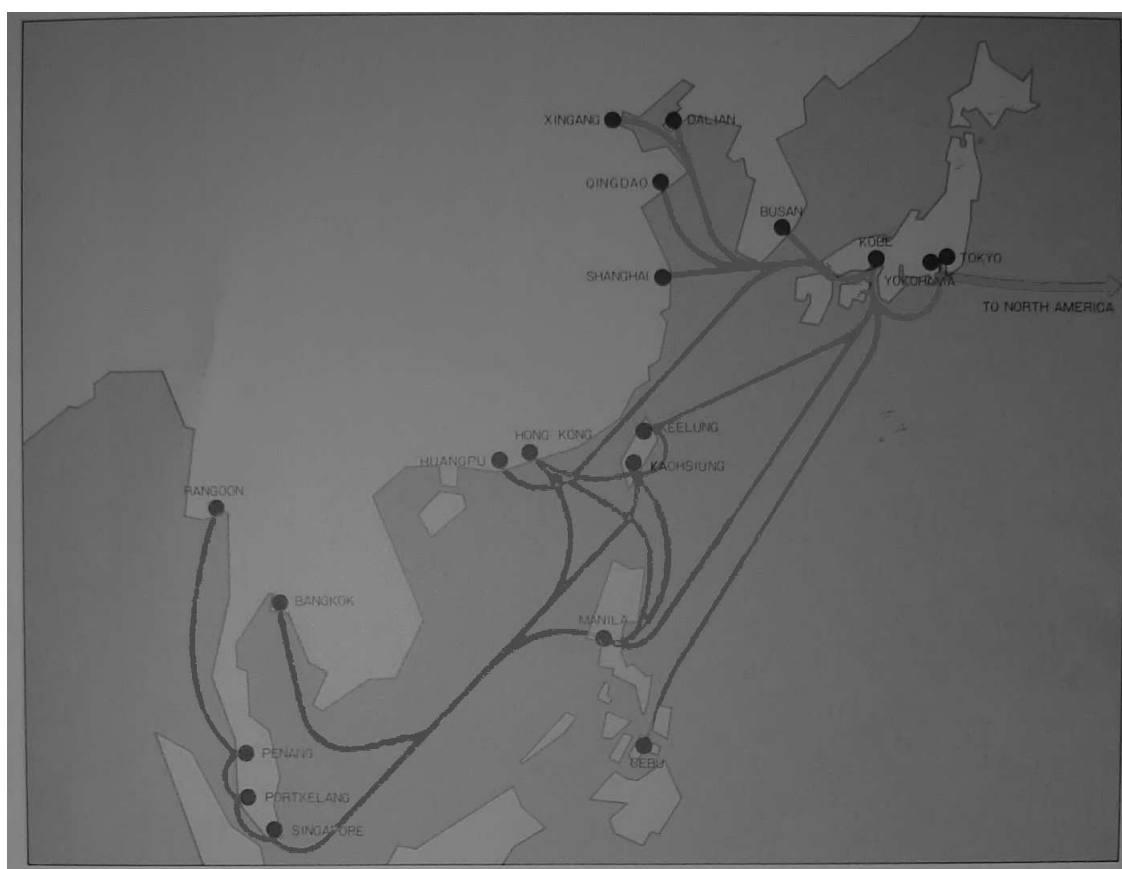 XINGANG
DALIAN
QINGDAO
BUSAN
KOBE
TOKYO
SHANGHAI
YOKOHAMA
TO NORTH AMERICA
KEELUNG
HONG KONG
HUANGPU
KAOHSIUNG
RANGOON
BANGKOK
MANILA
PENANG
CEBU
PORTKELANG
SINGAPORE